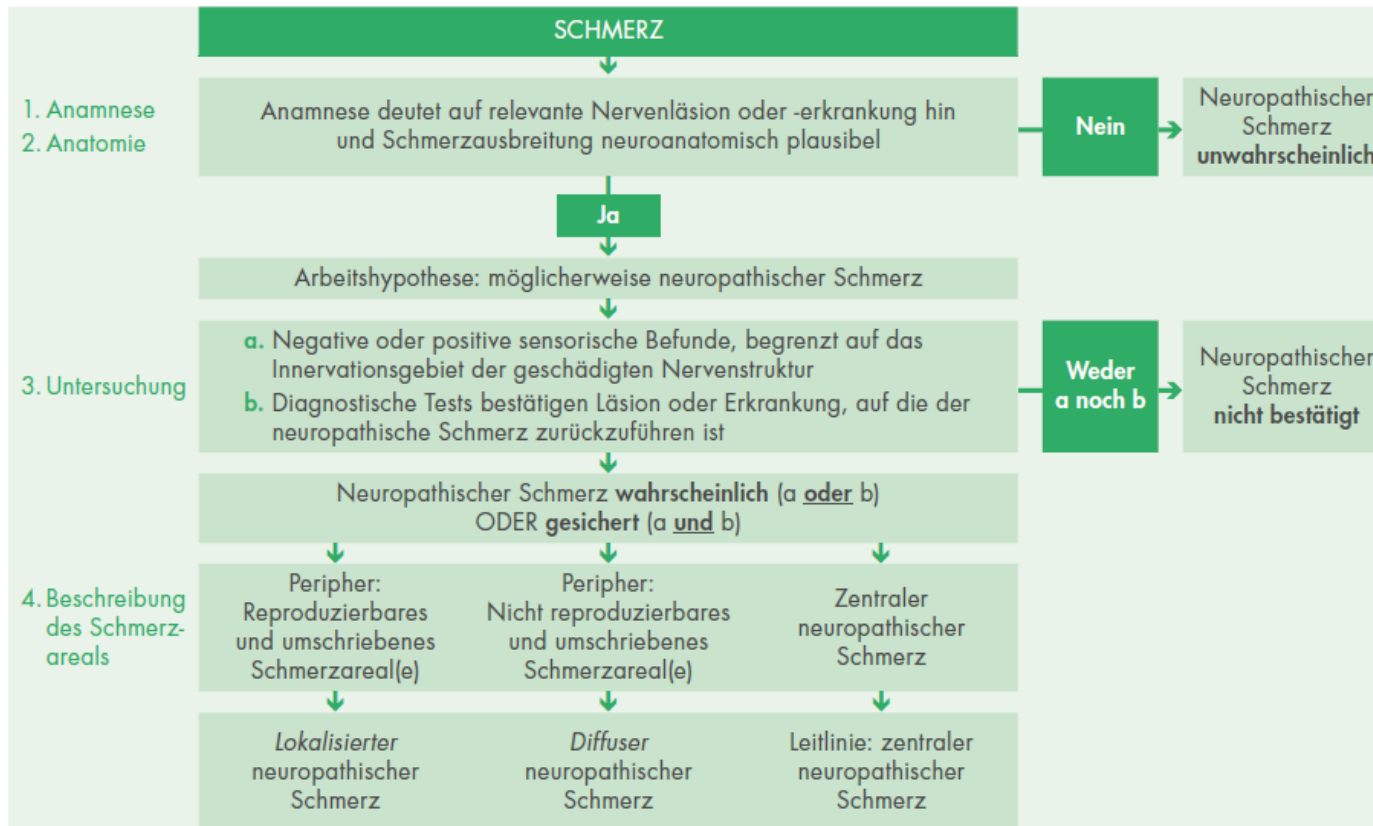 SCHMERZ
1. Anamnese
2. Anatomie
Anamnese deutet auf relevante Nervenläsion oder -erkrankung hin
und Schmerzausbreitung neuroanatomisch plausibel
Nein
Neuropathischer
Schmerz
unwahrscheinlich
Ja
Arbeitshypothese: möglicherweise neuropathischer Schmerz
3. Untersuchung
a. Negative oder positive sensorische Befunde, begrenzt auf das
Innervationsgebiet der geschädigten Nervenstruktur
b. Diagnostische Tests bestätigen Läsion oder Erkrankung, auf die der
neuropathische Schmerz zurückzuführen ist
Weder
a noch b
Neuropathischer
Schmerz
nicht bestätigt
Neuropathischer Schmerz wahrscheinlich (a oder b)
ODER gesichert (a und b)
4. Beschreibung
des Schmerz-
areals
Peripher:
Reproduzierbares
und umschriebenes
Schmerzareal(e)
Peripher:
Nicht reproduzierbares
und umschriebenes
Schmerzareal(e)
Zentraler
neuropathischer
Schmerz
Lokalisierter
neuropathischer
Schmerz
Diffuser
neuropathischer
Schmerz
Leitlinie: zentraler
neuropathischer
Schmerz